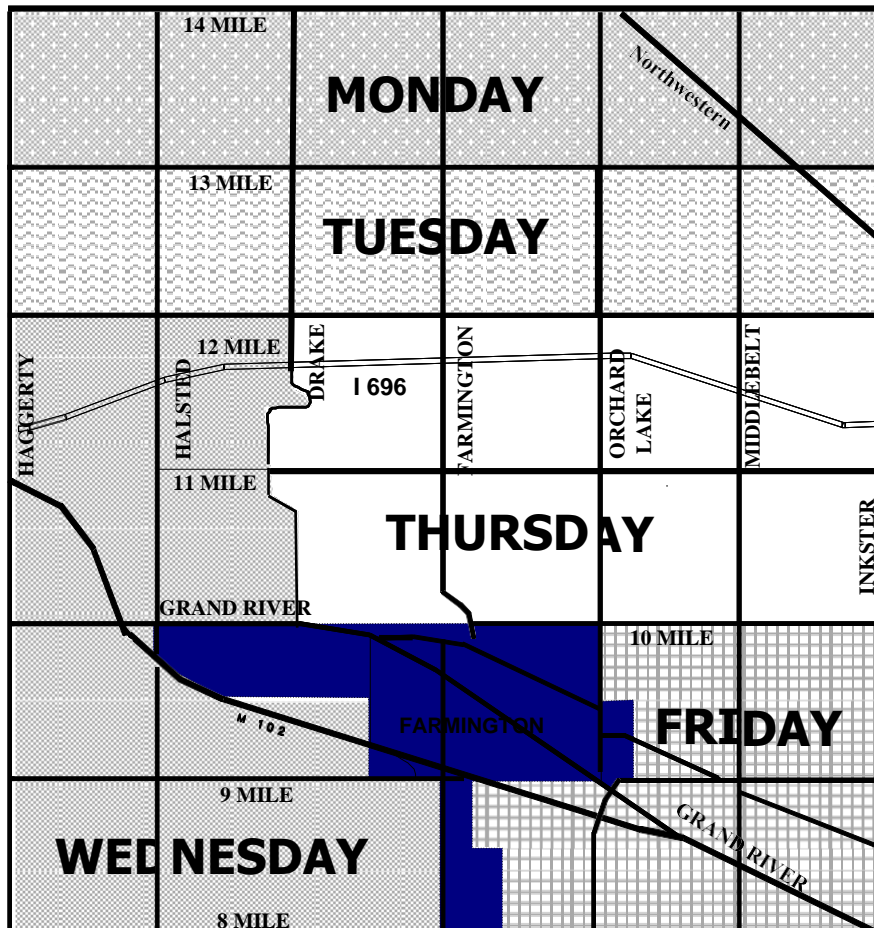 14 MILE
Northwestern
MONDAY
13 MILE
TUESDAY
12 MILE
HAGGERTY
HALSTED
DRAKE
I 696
FARMINGTON
ORCHARD
LAKE
MIDDLEBELT
11 MILE
THURSDAY
INKSTER
GRAND RIVER
10 MILE
M 102
FARMINGTON
FRIDAY
9 MILE
GRAND RIVER
WEDNESDAY
8 MILE